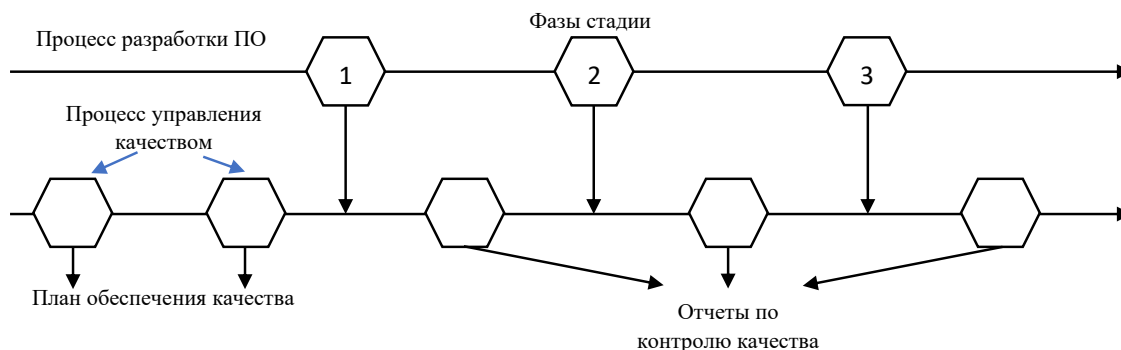 Фазы стадии
Процесс разработки ПО
1
2
3
Процесс управления
качеством
План обеспечения качества
Отчеты по
контролю качества